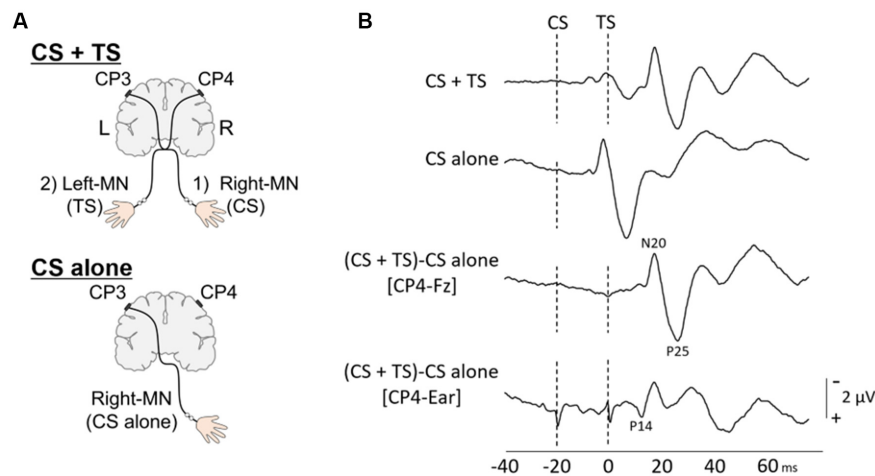 A
CS + TS
CP3 CP4
L R
2) Left-MN 1) Right-MN
(TS) (CS)
CS alone
CP3 CP4
Right-MN
(CS alone)
B
CS TS
CS + TS
CS alone
N20
(CS + TS)-CS alone
[CP4-Fz]
P25
(CS + TS)-CS alone
[CP4-Ear]
P14
-
2 μV
+
-40 -20 0 20 40 60 ms